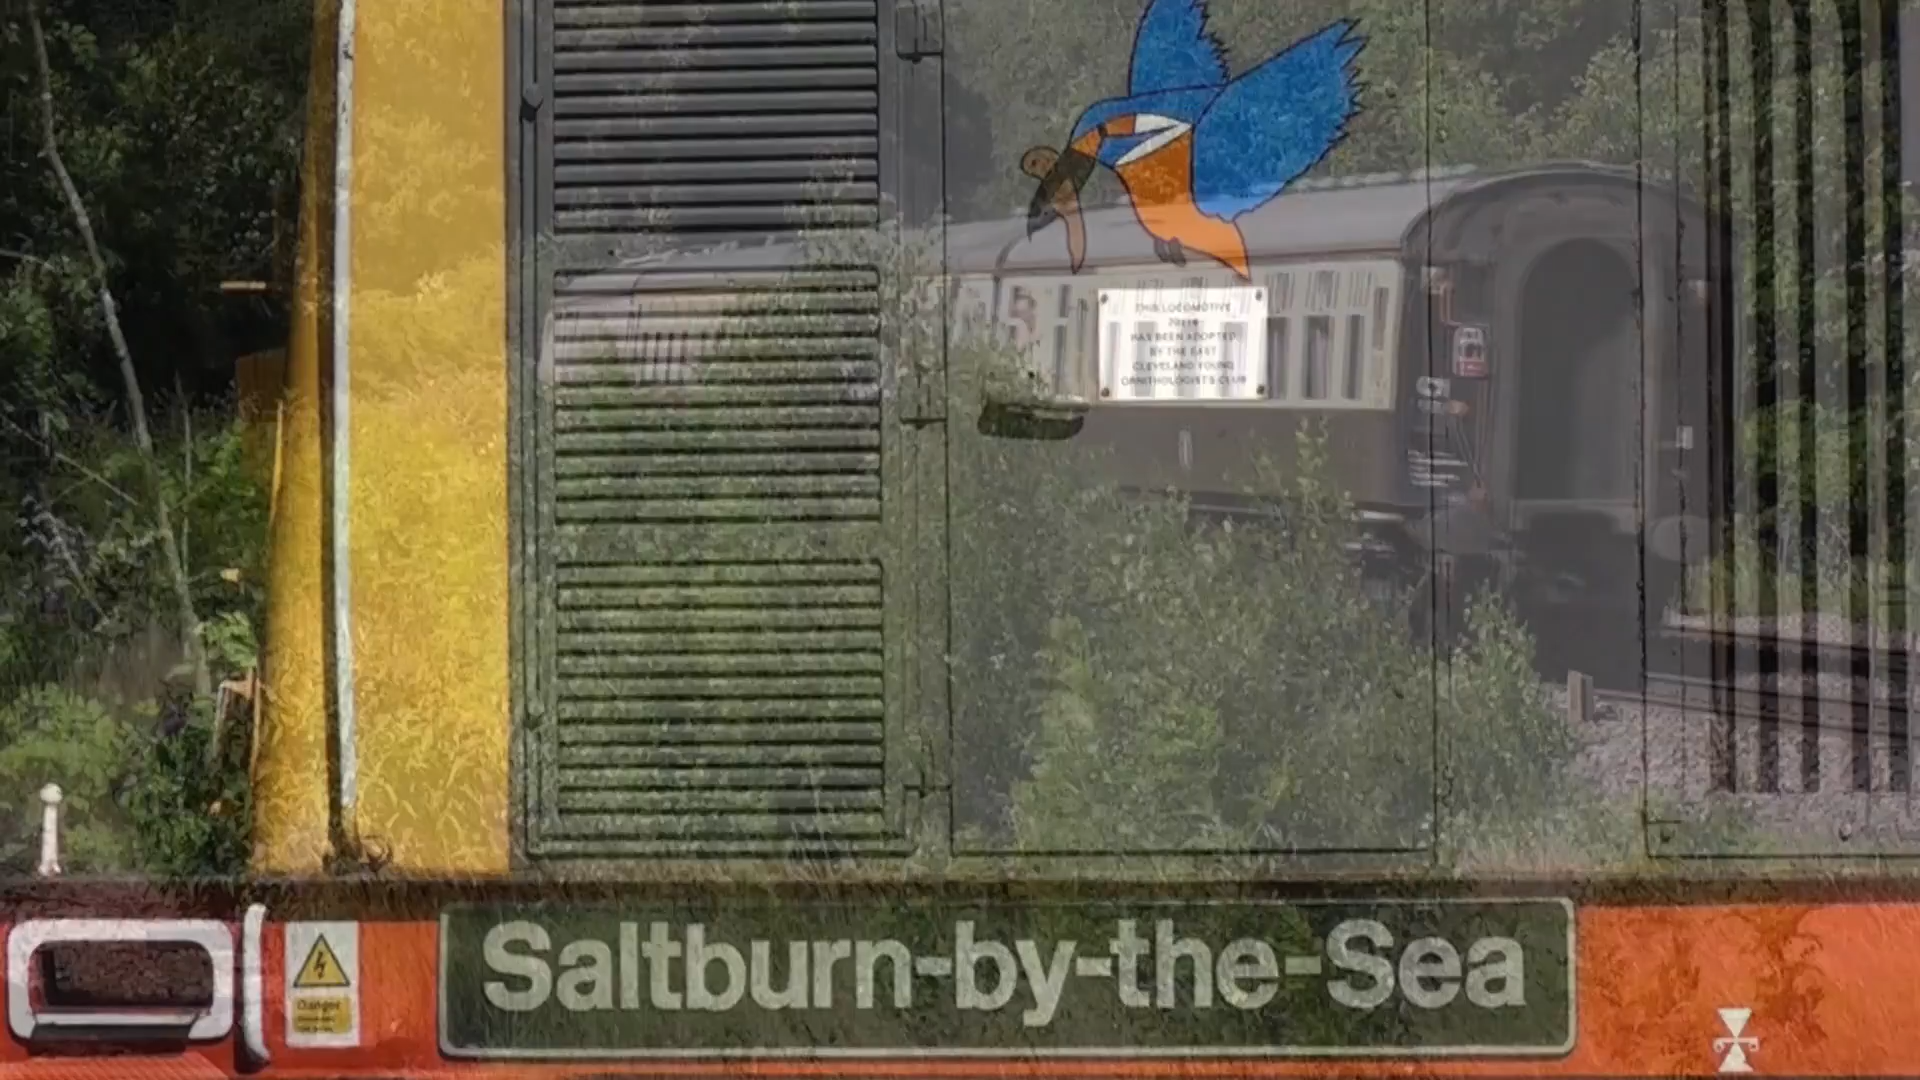 THIS LOCOMOTIVE
HAS BEEN ADOPTED
BY THE EAST
CLEVELAND YOUNG
ORNITHOLOGISTS CLUB
Saltburn-by-the-Sea
Danger